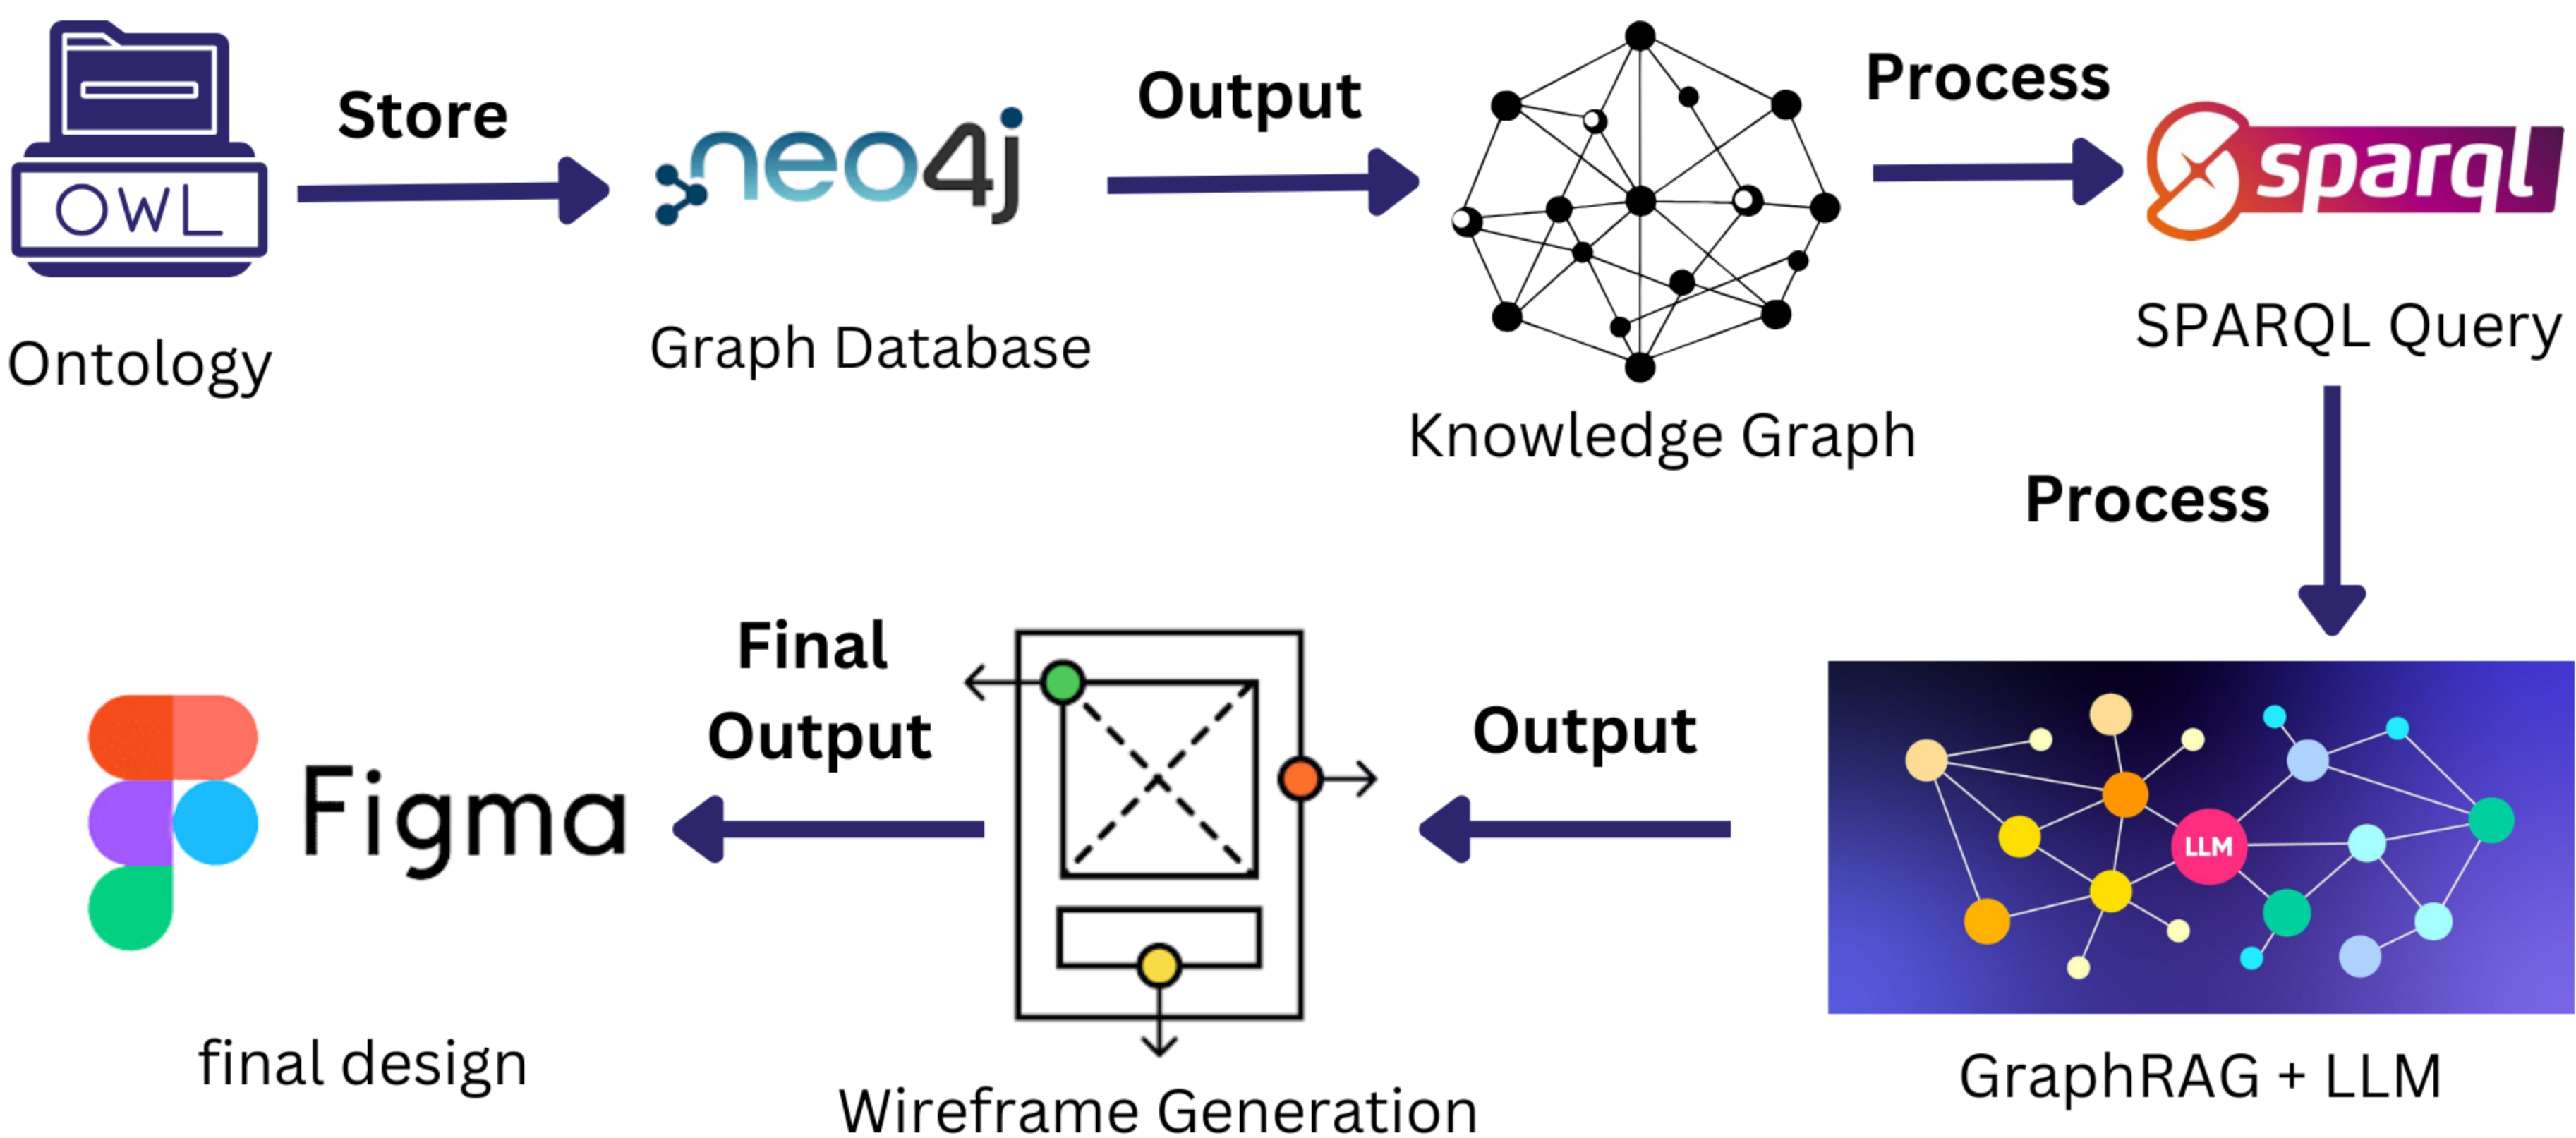 OWL
Ontology
Store
neo4j
Graph Database
Output
Knowledge Graph
Process
sparql
SPARQL Query
Process
LLM
GraphRAG + LLM
Output
Wireframe Generation
Final
Output
Figma
final design